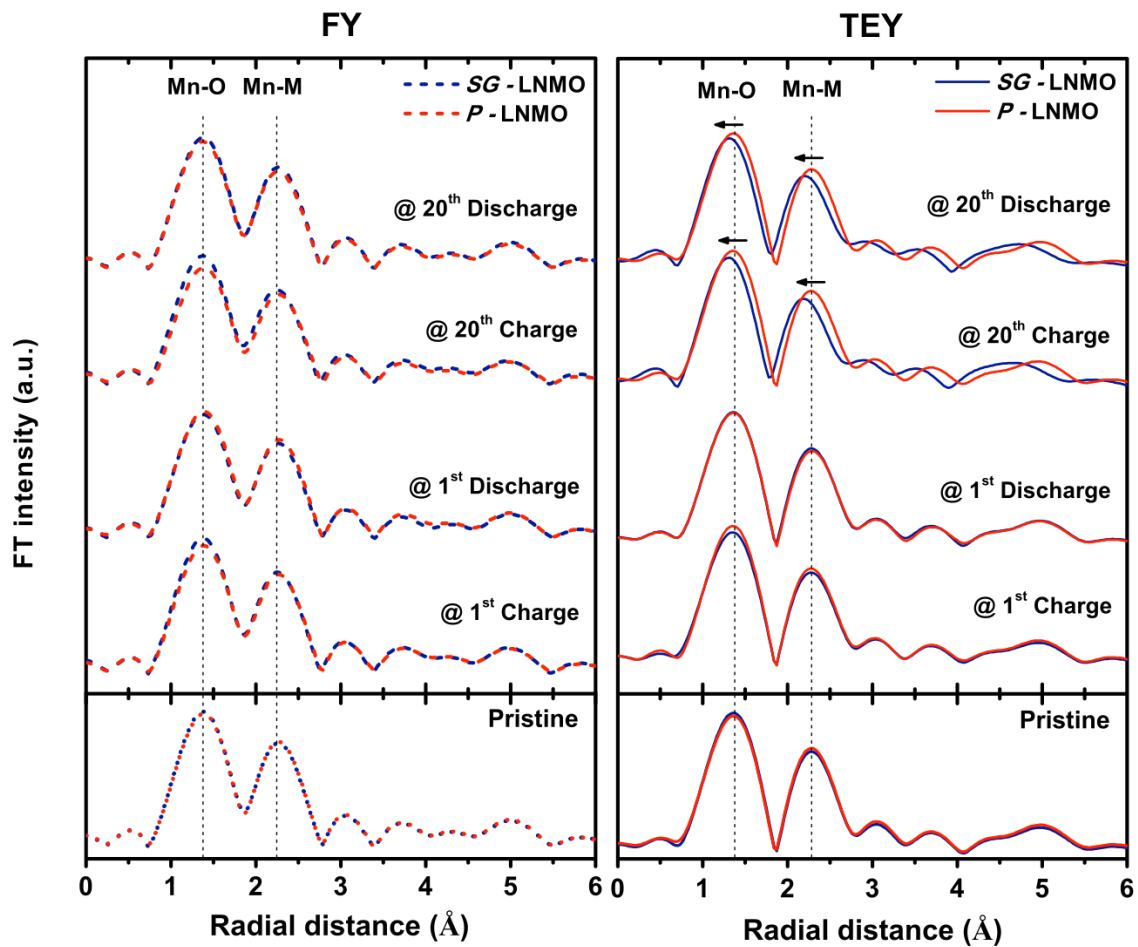 FY
TEY
Mn-O
Mn-M
SG - LNMO
P - LNMO
@ 20th Discharge
@ 20th Charge
@ 1st Discharge
@ 1st Charge
Pristine
Mn-O
Mn-M
SG - LNMO
P - LNMO
@ 20th Discharge
@ 20th Charge
@ 1st Discharge
@ 1st Charge
Pristine
FT intensity (a.u.)
0 1 2 3 4 5 6
0 1 2 3 4 5 6
Radial distance (Å)
Radial distance (Å)